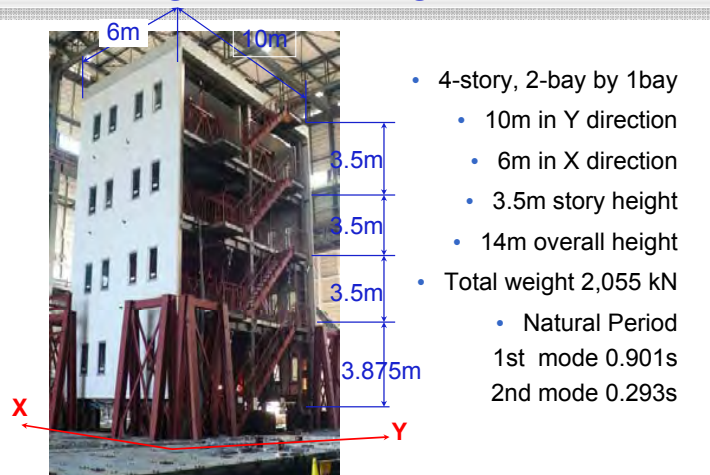 6m
10m
3.5m
3.5m
3.5m
3.875m
X
Y
• 4-story, 2-bay by 1bay
• 10m in Y direction
• 6m in X direction
• 3.5m story height
• 14m overall height
• Total weight 2,055 kN
• Natural Period
1st mode 0.901s
2nd mode 0.293s